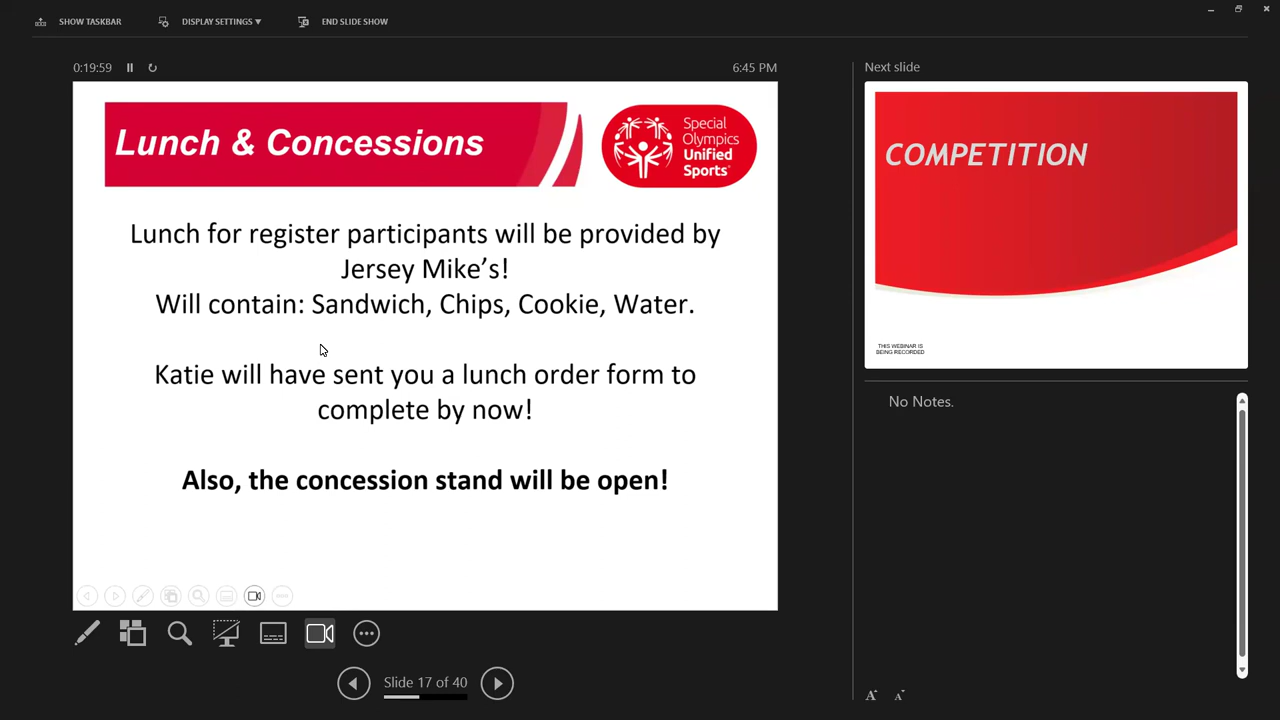 SHOW TASKBAR
DISPLAY SETTINGS
END SLIDE SHOW
0:19:59
6:45 PM
Lunch & Concessions
Special
Olympics
Unified
Sports
Lunch for register participants will be provided by
Jersey Mike's!
Will contain: Sandwich, Chips, Cookie, Water.
Katie will have sent you a lunch order form to
complete by now!
Also, the concession stand will be open!
Slide 17 of 40
Next slide
COMPETITION
THIS WEBINAR IS
BEING RECORDED
No Notes.
A A